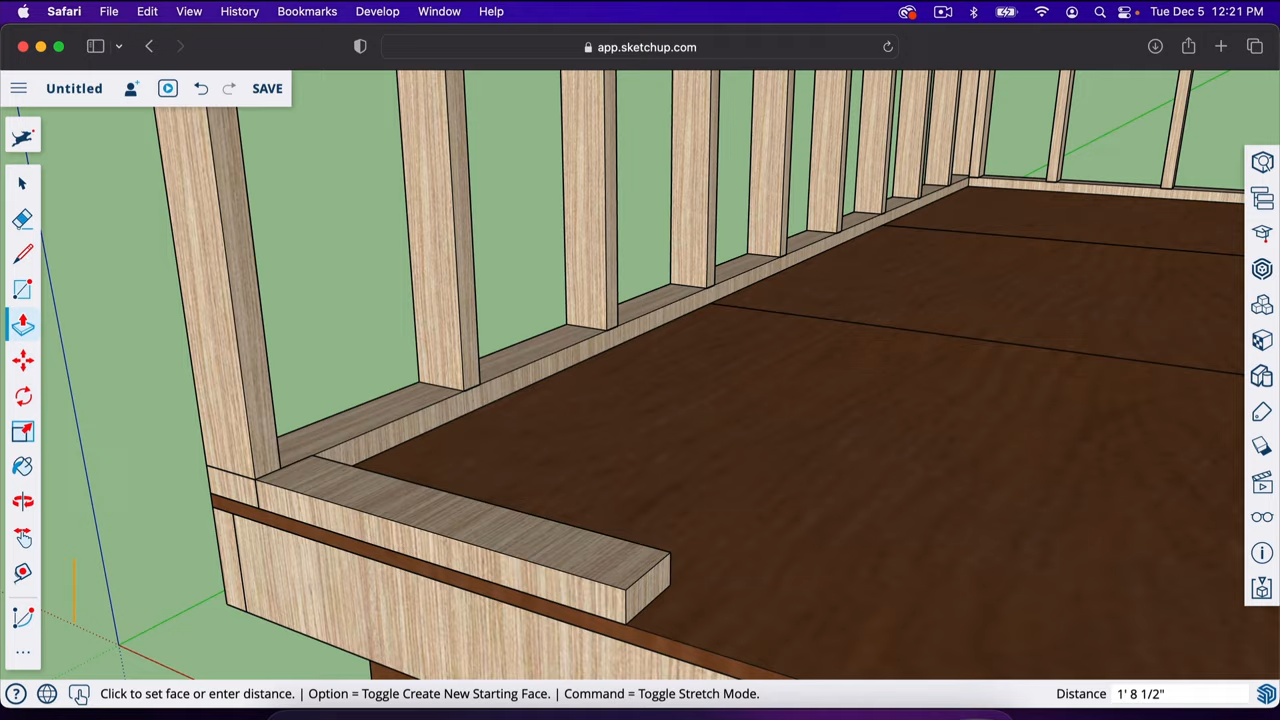 Safari File Edit View History Bookmarks Develop Window Help Tue Dec 5 12:21 PM
app.sketchup.com
Untitled SAVE
Click to set face or enter distance. | Option = Toggle Create New Starting Face. | Command = Toggle Stretch Mode. Distance 1' 8 1/2"